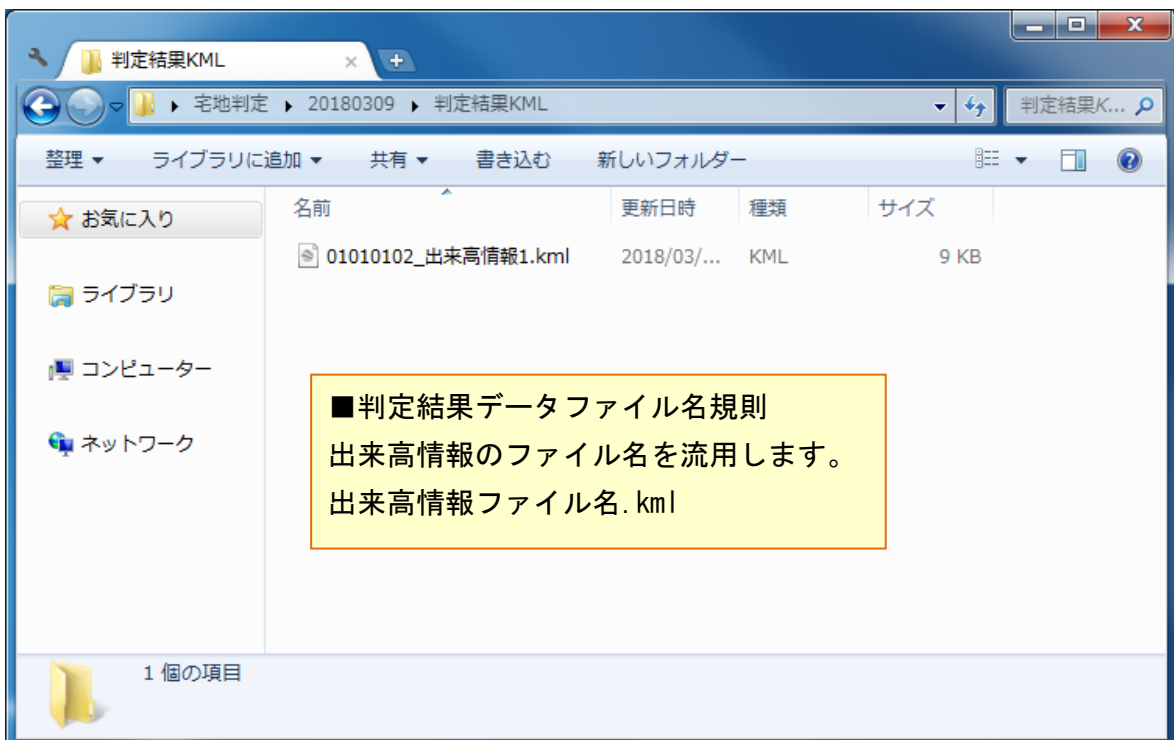 判定結果KML
宅地判定 ▶ 20180309 ▶ 判定結果KML
判定結果K...
整理 ▼ ライブラリに追加 ▼ 共有 ▼ 書き込む 新しいフォルダー
お気に入り
ライブラリ
コンピューター
ネットワーク
名前 更新日時 種類 サイズ
01010102_出来高情報1.kml 2018/03/... KML 9 KB
■判定結果データファイル名規則
出来高情報のファイル名を流用します。
出来高情報ファイル名.kml
1 個の項目